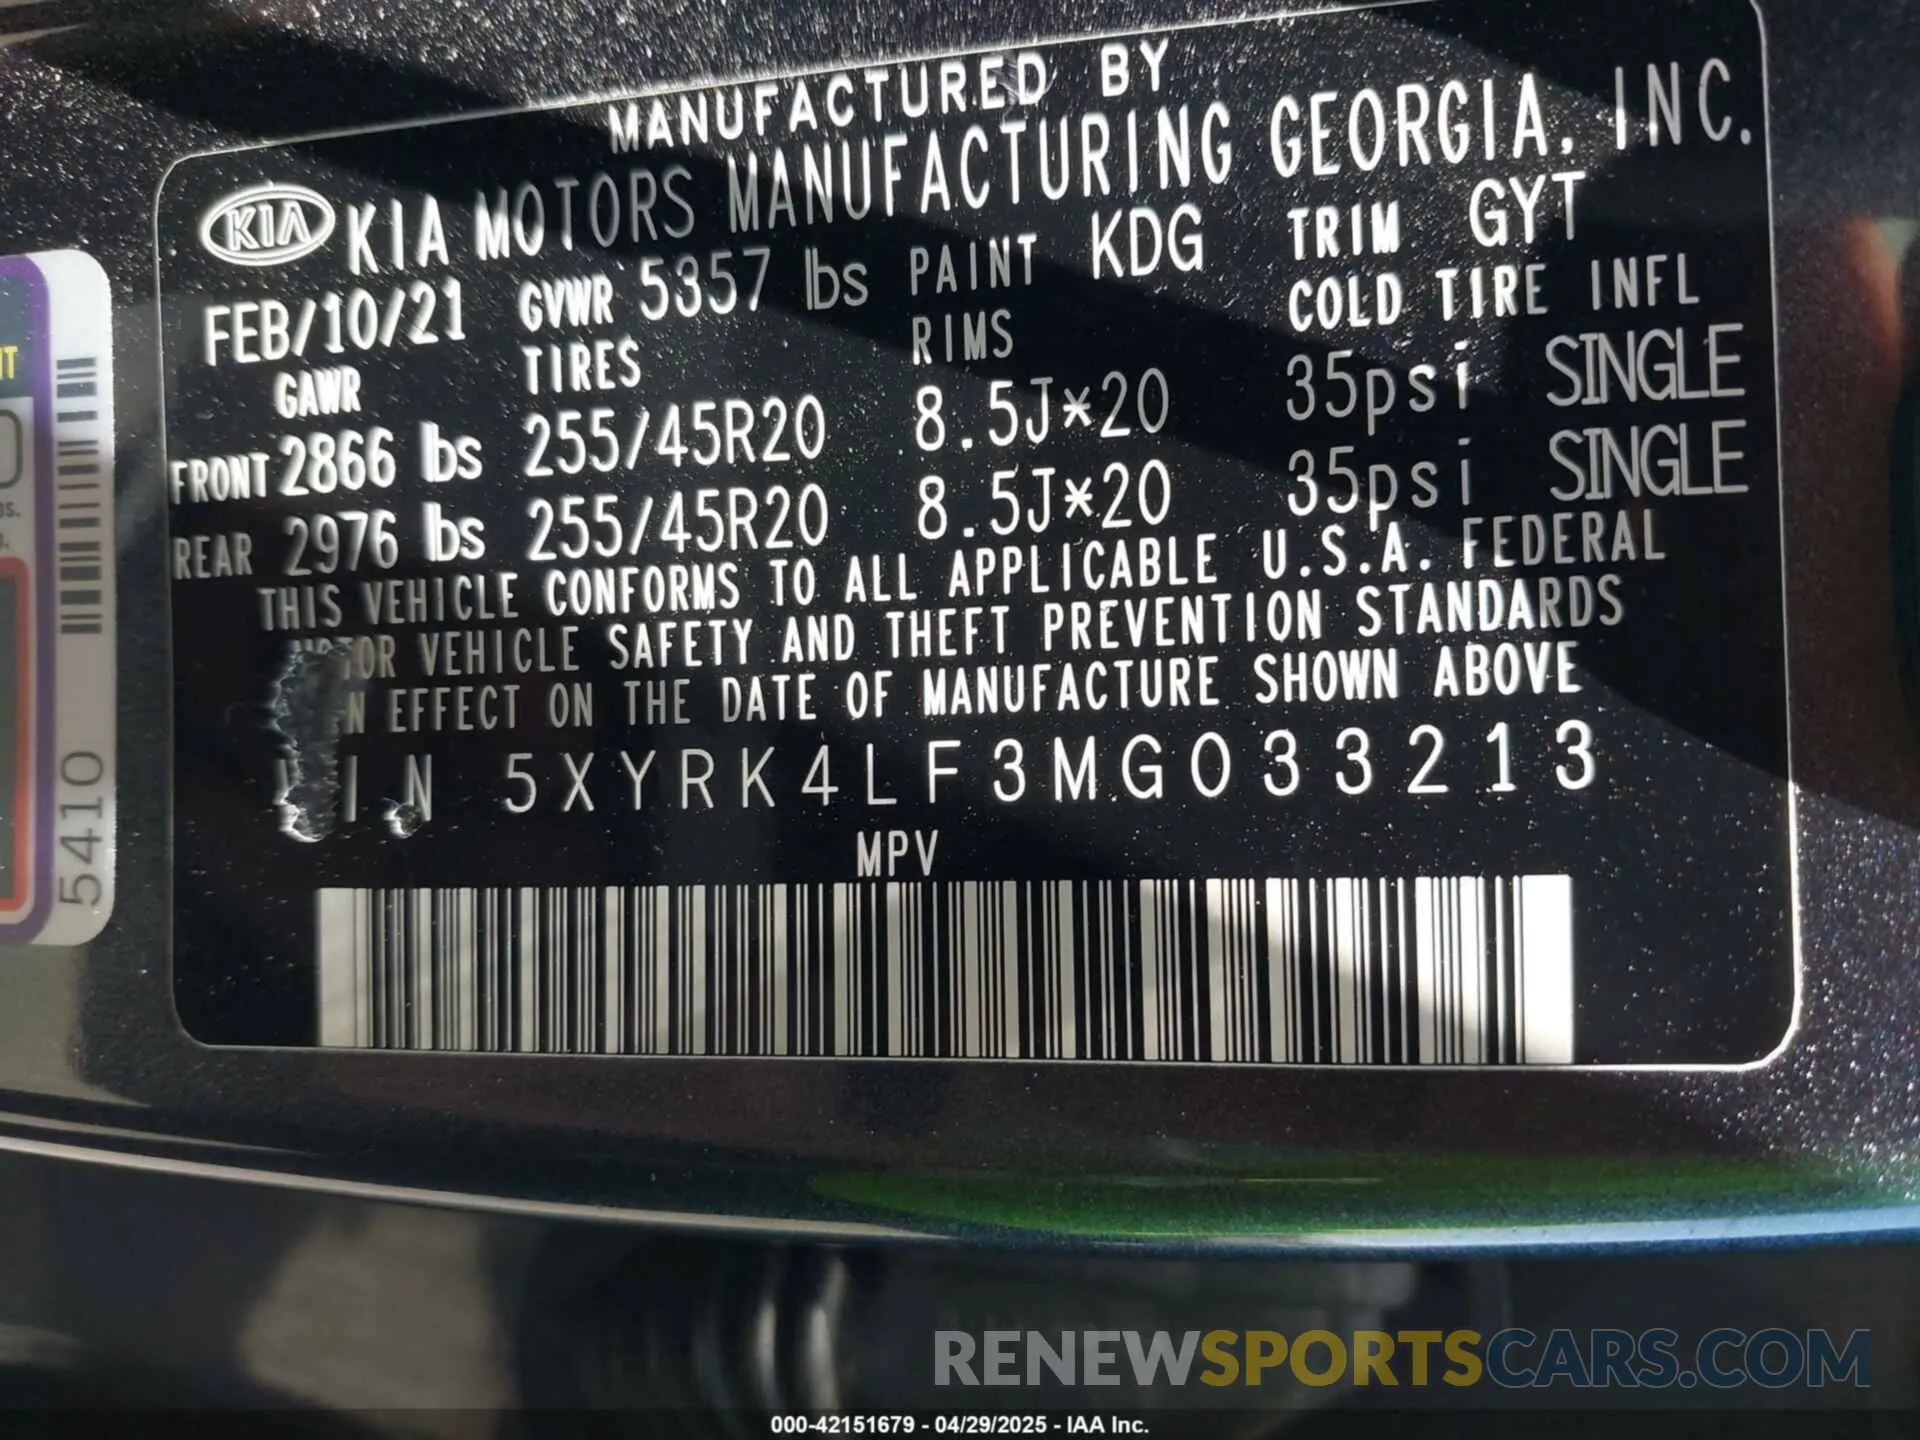 MANUFACTURED BY
KIA KIA MOTORS MANUFACTURING GEORGIA, INC.
FEB/10/21 GVWR 5357 lbs PAINT KDG TRIM GYT
GAWR TIRES RIMS COLD TIRE INFL
FRONT 2866 lbs 255/45R20 8.5J*20 35psi SINGLE
REAR 2976 lbs 255/45R20 8.5J*20 35psi SINGLE
THIS VEHICLE CONFORMS TO ALL APPLICABLE U.S.A. FEDERAL
MOTOR VEHICLE SAFETY AND THEFT PREVENTION STANDARDS
IN EFFECT ON THE DATE OF MANUFACTURE SHOWN ABOVE
VIN 5XYRK4LF3MG033213
MPV
5410
RENEWSPORTSCARS.COM
000-42151679 - 04/29/2025 - IAA Inc.